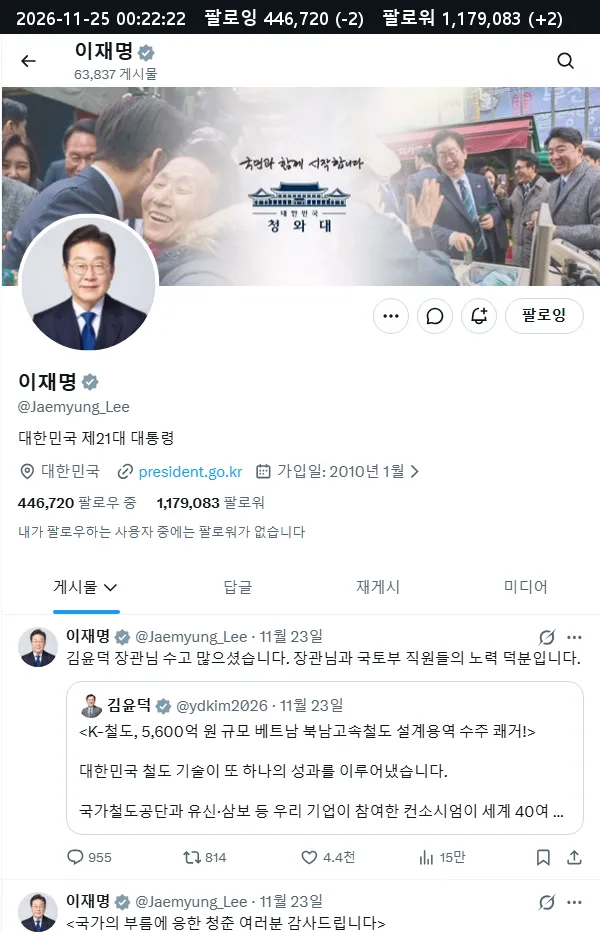 2026-11-25 00:22:22 팔로잉 446,720 (-2) 팔로워 1,179,083 (+2)
이재명
63,837 게시물
국민과 함께 시작합니다
대한민국
청와대
팔로잉
이재명
@Jaemyung_Lee
대한민국 제21대 대통령
대한민국 president.go.kr 가입일: 2010년 1월
446,720 팔로우 중 1,179,083 팔로워
내가 팔로우하는 사용자 중에는 팔로워가 없습니다
게시물 답글 재게시 미디어
이재명 @Jaemyung_Lee · 11월 23일
김윤덕 장관님 수고 많으셨습니다. 장관님과 국토부 직원들의 노력 덕분입니다.
김윤덕 @ydkim2026 · 11월 23일
<K-철도, 5,600억 원 규모 베트남 북남고속철도 설계용역 수주 쾌거!>
대한민국 철도 기술이 또 하나의 성과를 이루어냈습니다.
국가철도공단과 유신·삼보 등 우리 기업이 참여한 컨소시엄이 세계 40여 ...
955 814 4.4천 15만
이재명 @Jaemyung_Lee · 11월 23일
<국가의 부름에 응한 청춘 여러분 감사드립니다>